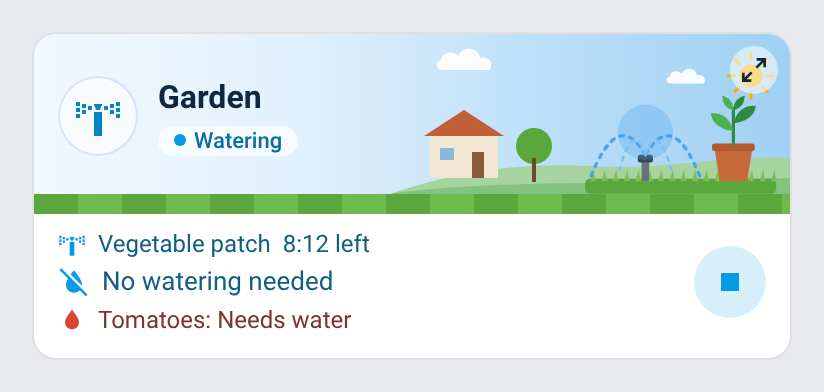 Garden
Watering
Vegetable patch 8:12 left
No watering needed
Tomatoes: Needs water